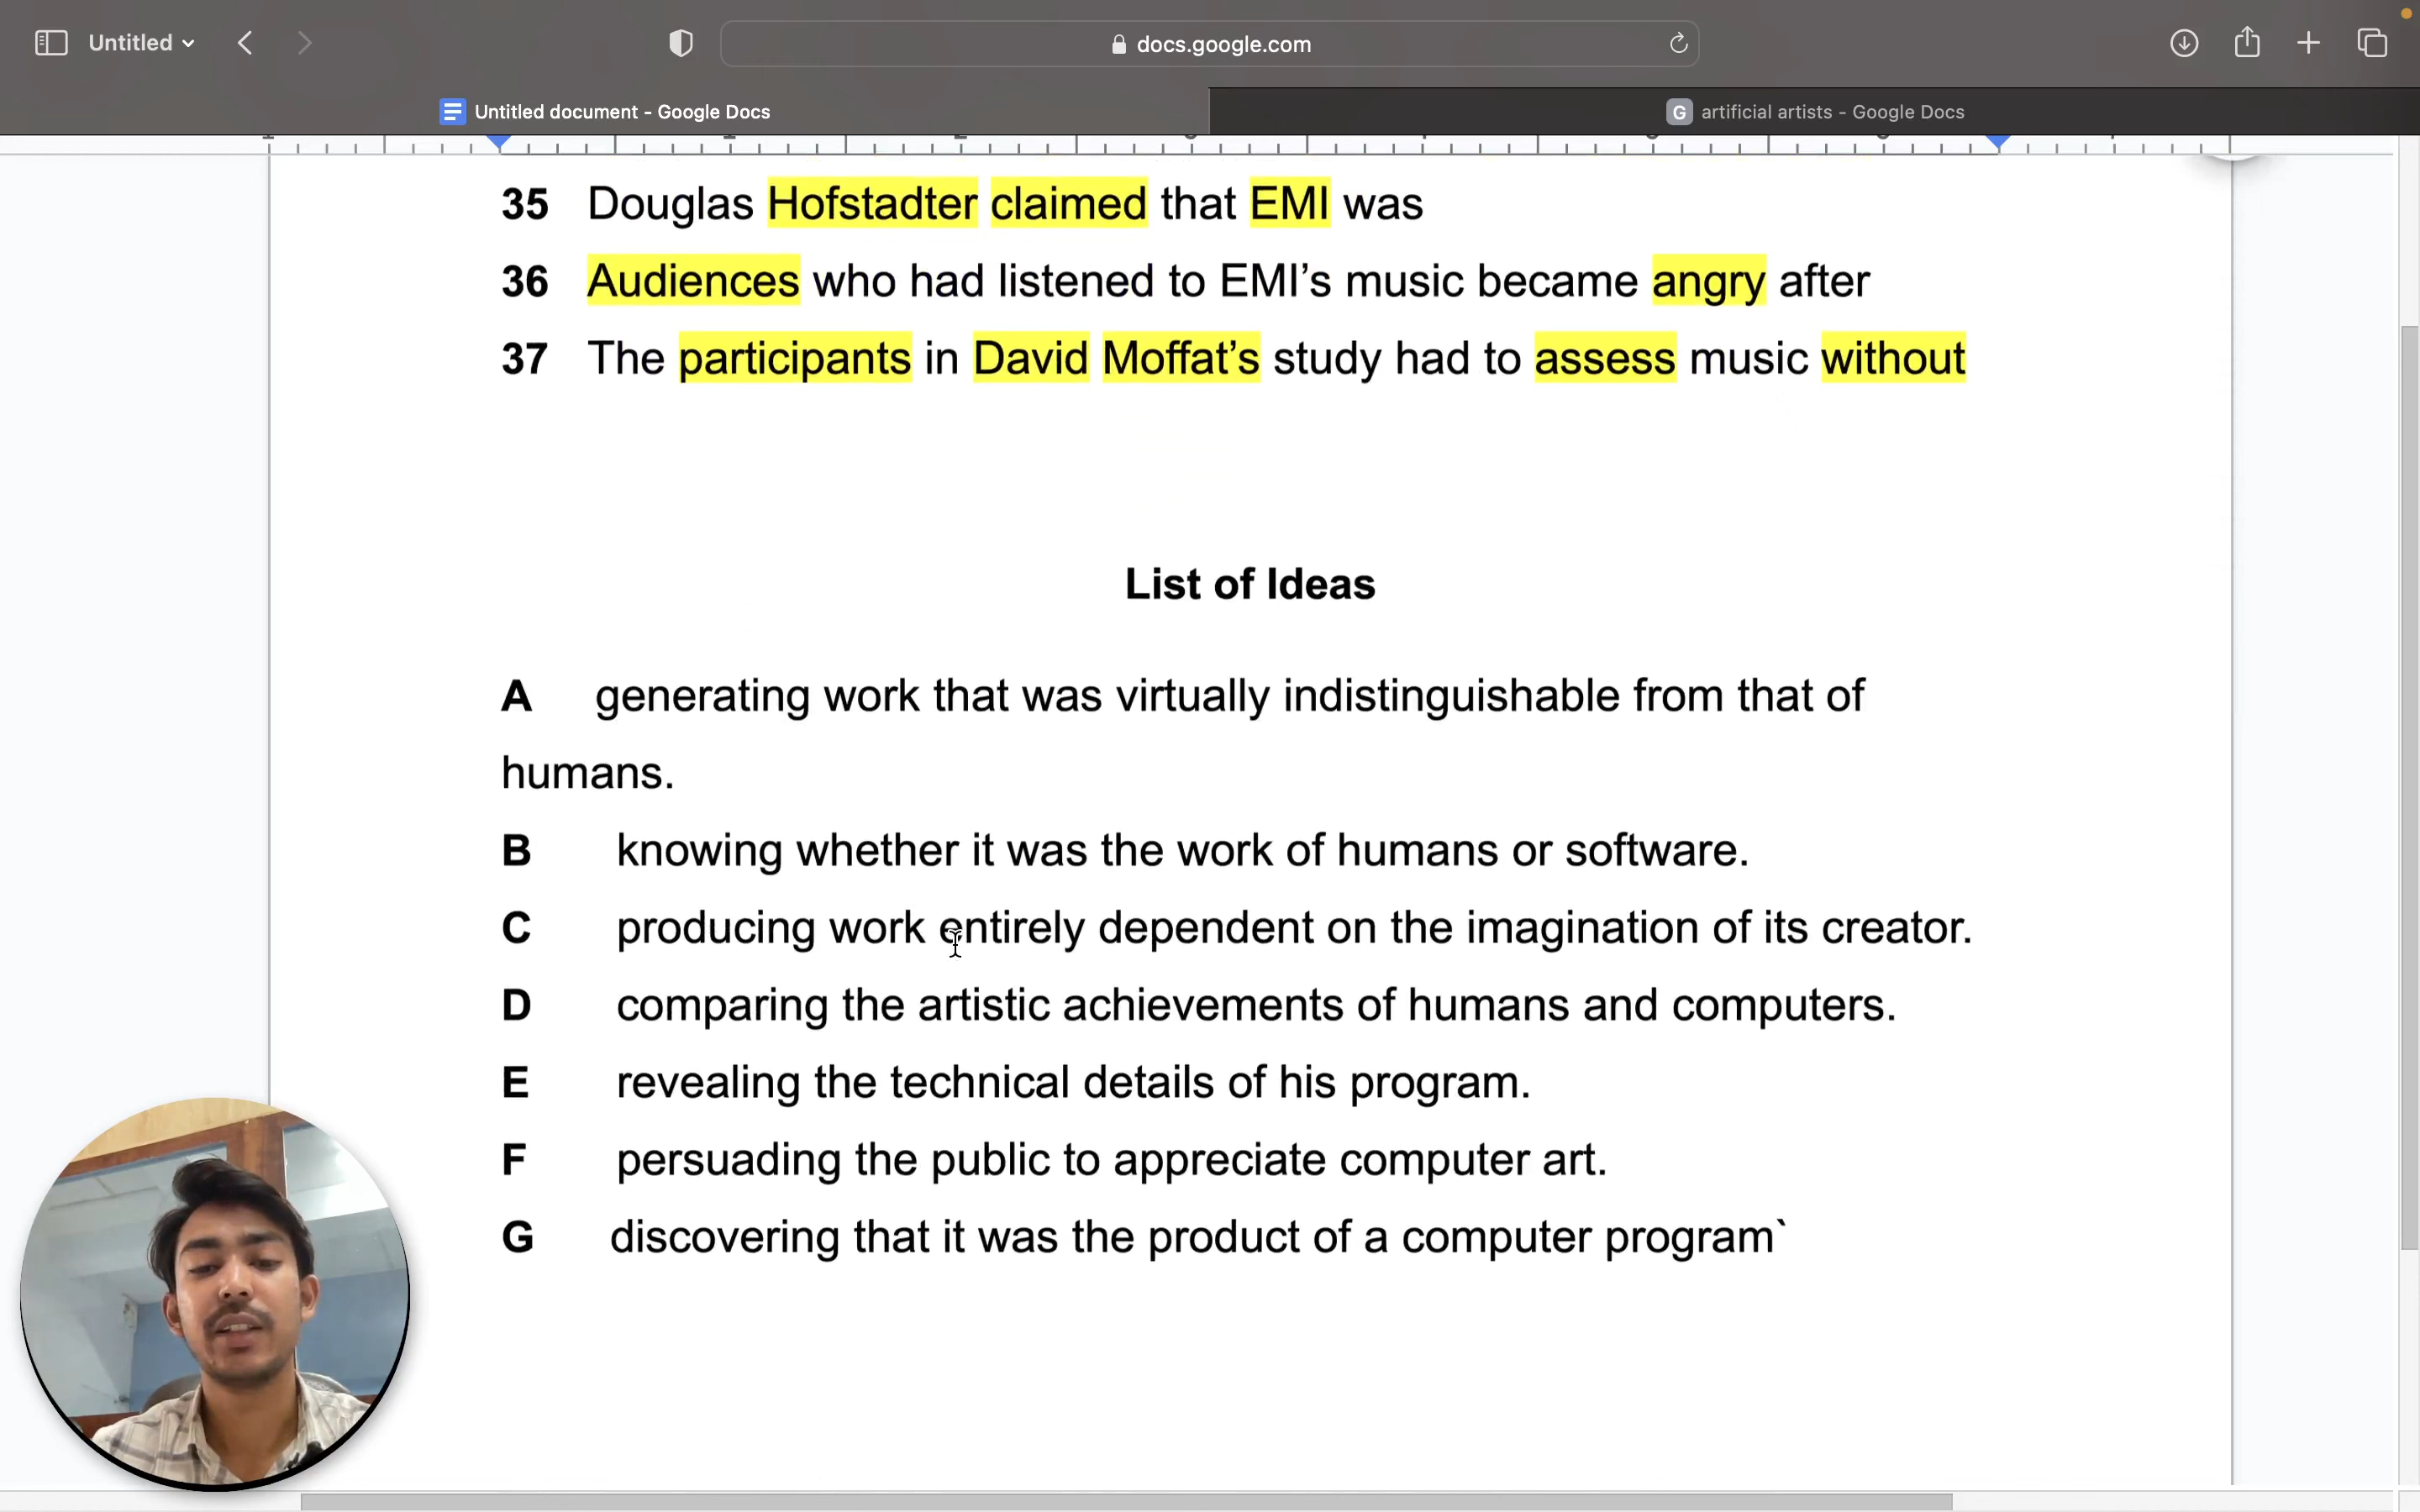 Untitled
docs.google.com
Untitled document - Google Docs
G artificial artists - Google Docs
35 Douglas Hofstadter claimed that EMI was
36 Audiences who had listened to EMI’s music became angry after
37 The participants in David Moffat’s study had to assess music without
List of Ideas
A generating work that was virtually indistinguishable from that of
humans.
B knowing whether it was the work of humans or software.
C producing work entirely dependent on the imagination of its creator.
D comparing the artistic achievements of humans and computers.
E revealing the technical details of his program.
F persuading the public to appreciate computer art.
G discovering that it was the product of a computer program`